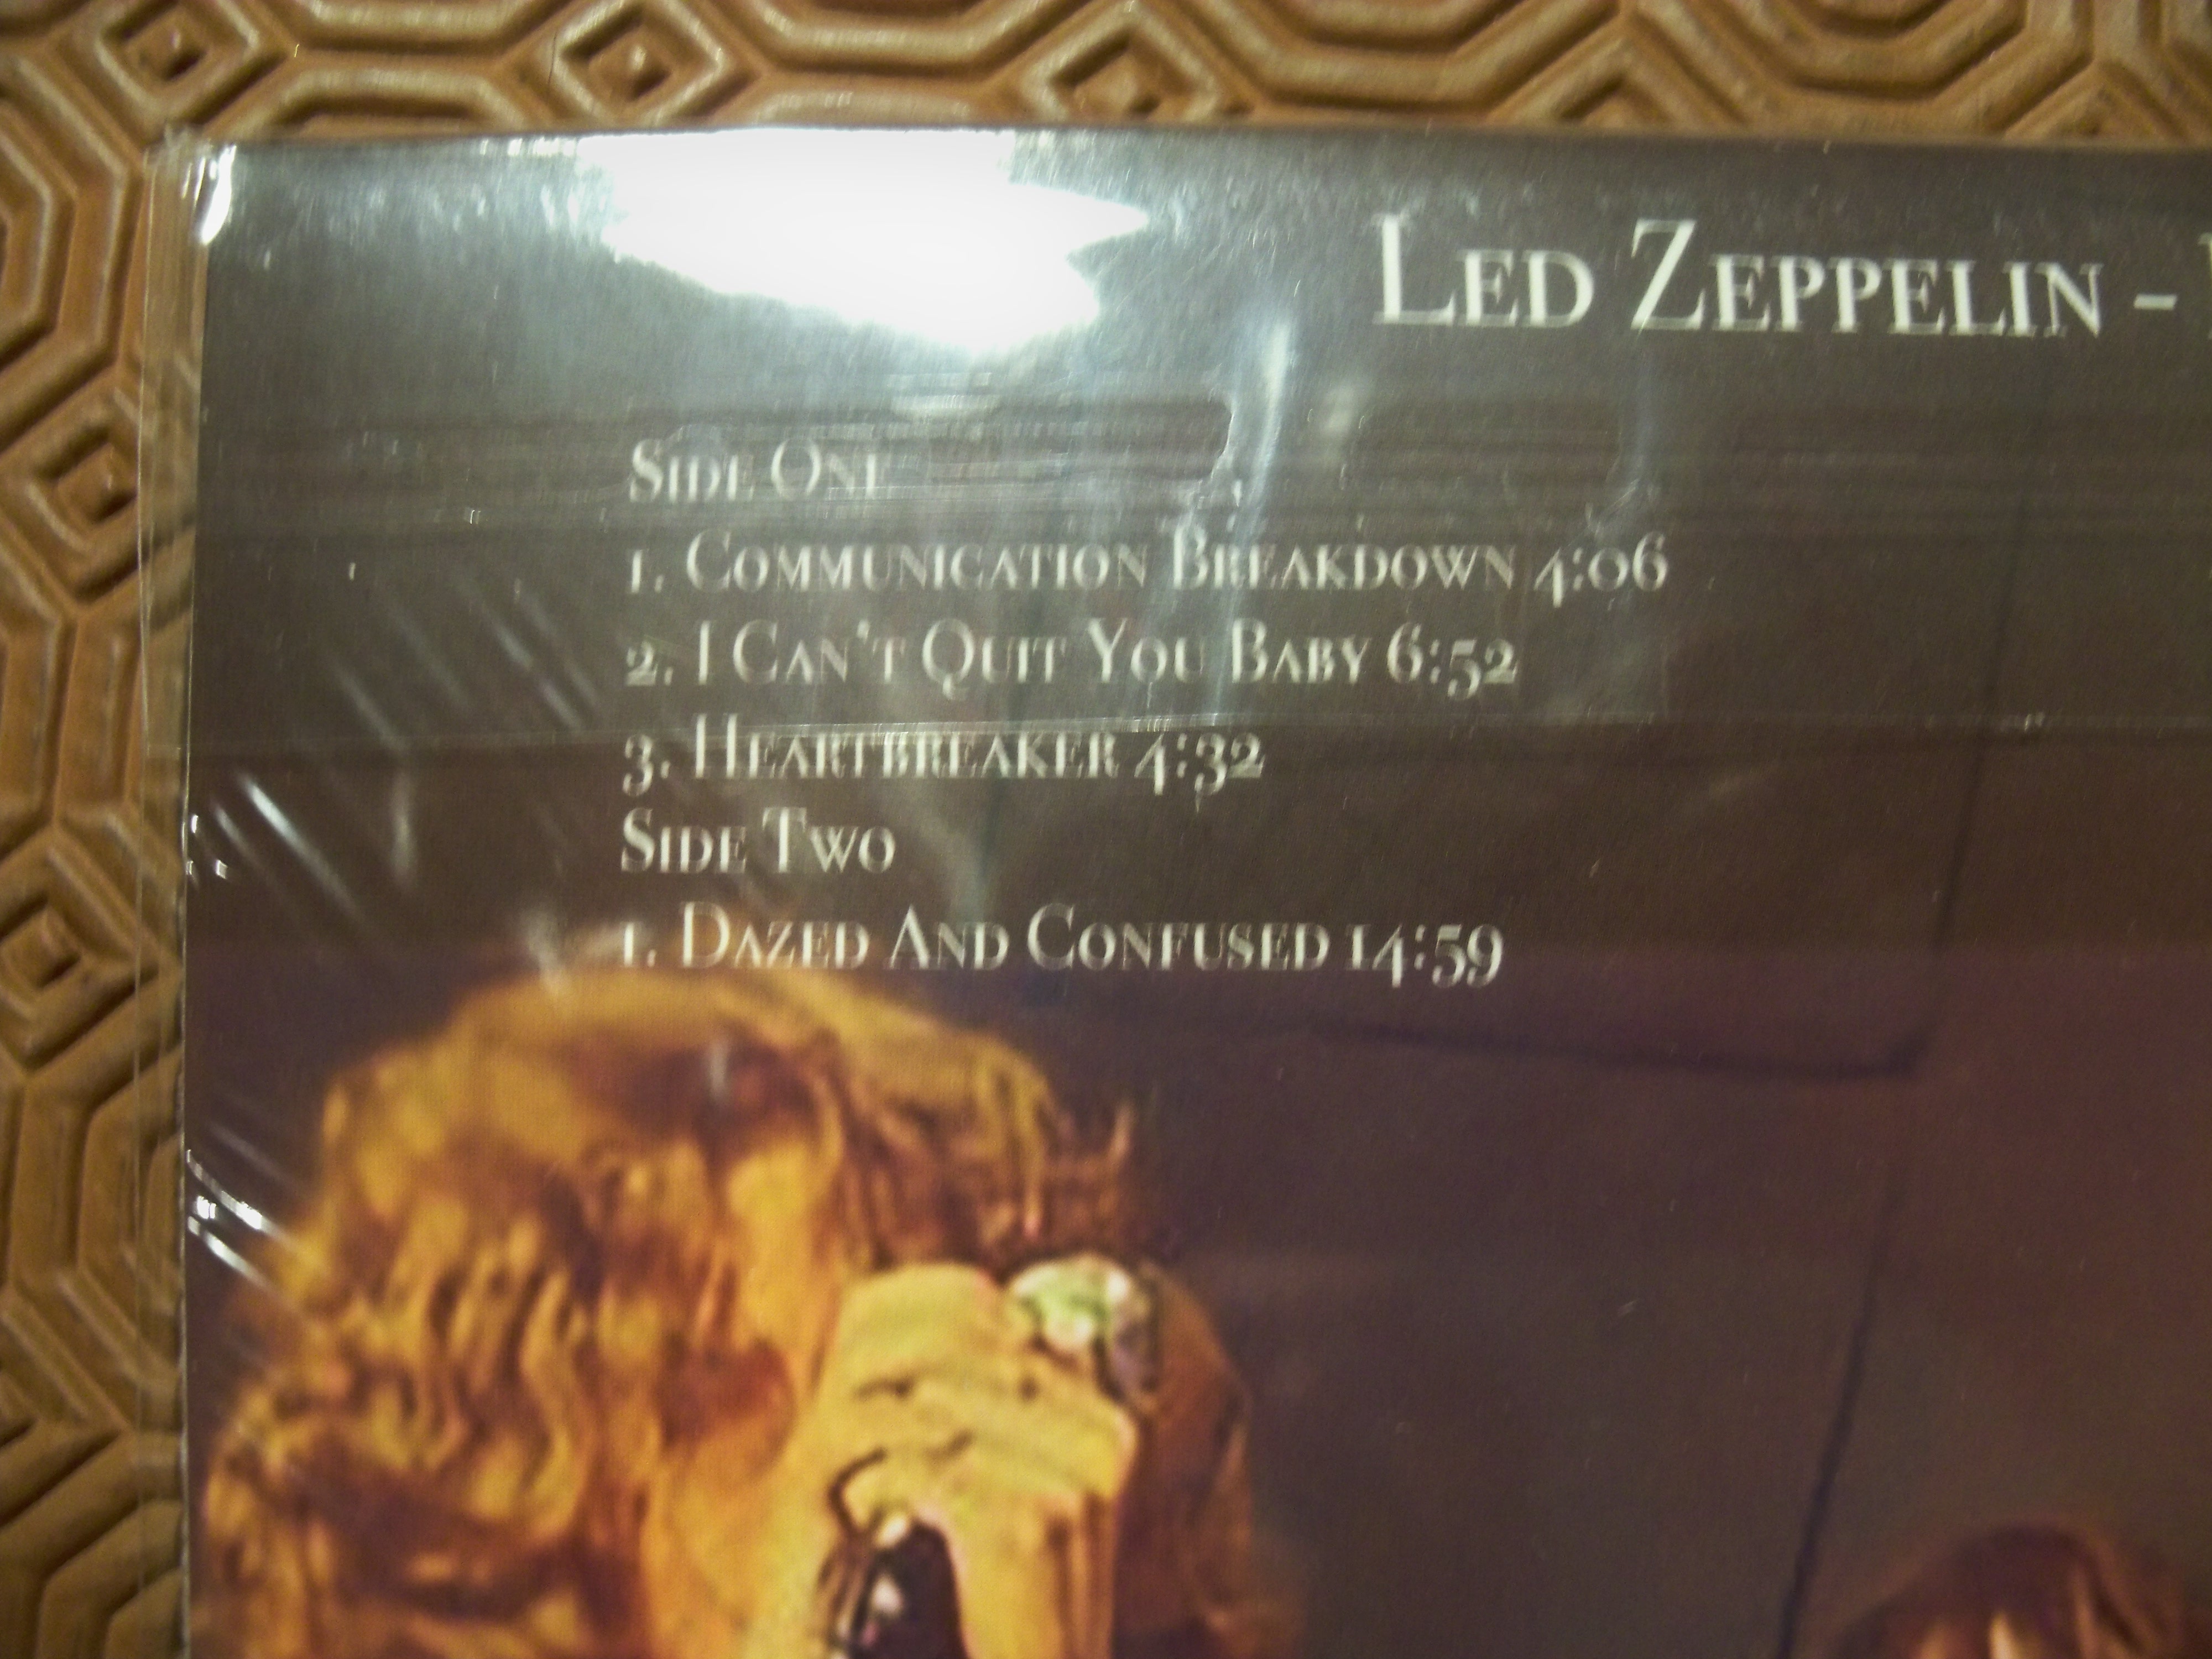 Led Zeppelin -
Side One
1. Communication Breakdown 4:06
2. I Can't Quit You Baby 6:52
3. Heartbreaker 4:32
Side Two
1. Dazed And Confused 14:59